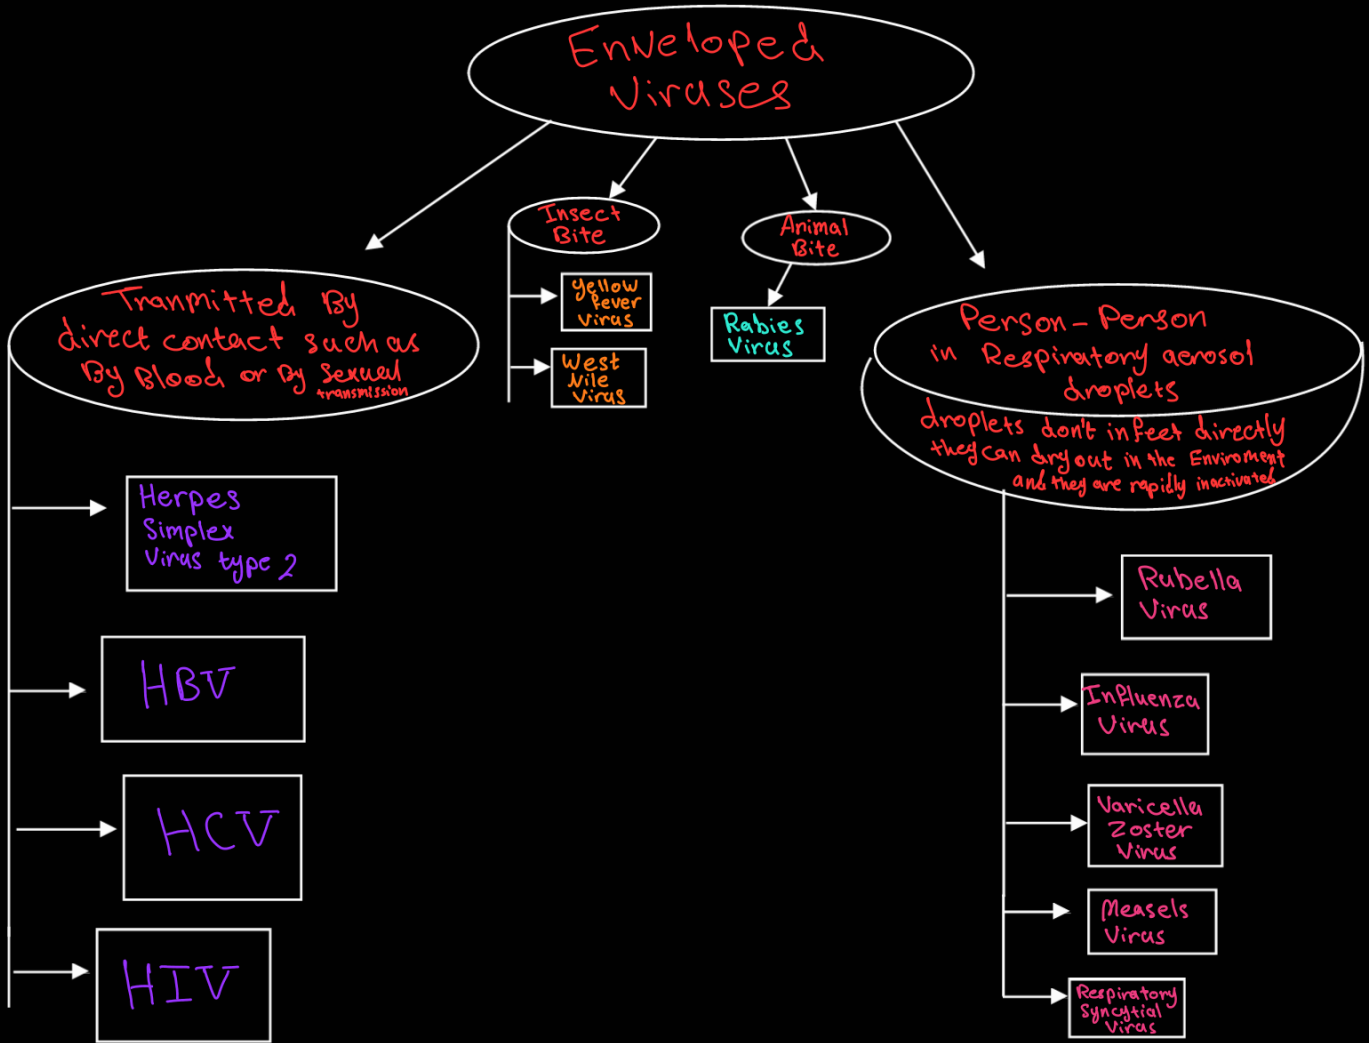 Enveloped
Viruses
Tranmitted By
direct contact such as
By Blood or By Sexual
transmission
Herpes
Simplex
Virus type 2
HBV
HCV
HIV
Insect
Bite
Yellow
Fever
Virus
West
Nile
Virus
Animal
Bite
Rabies
Virus
Person-Person
in Respiratory aerosol
droplets
droplets don't infect directly
they can dry out in the Enviroment
and they are rapidly inactivated
Rubella
Virus
Influenza
Virus
Varicella
Zoster
Virus
Measels
Virus
Respiratory
Syncytial
Virus